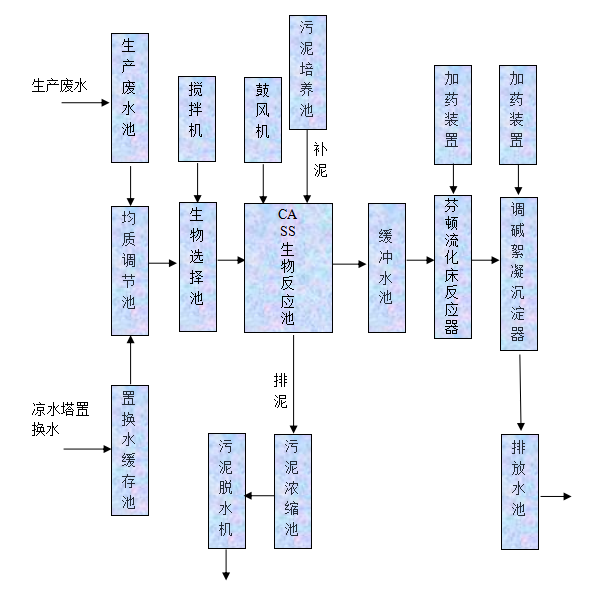 生产废水
生产废水池
搅拌机
鼓风机
污泥培养池
补泥
加药装置
加药装置
均质调节池
生物选择池
CA
SS
生物反应池
缓冲水池
芬顿流化床反应器
调碱絮凝沉淀器
凉水塔置
换水
置换水缓存池
排泥
污泥脱水机
污泥浓缩池
排放水池